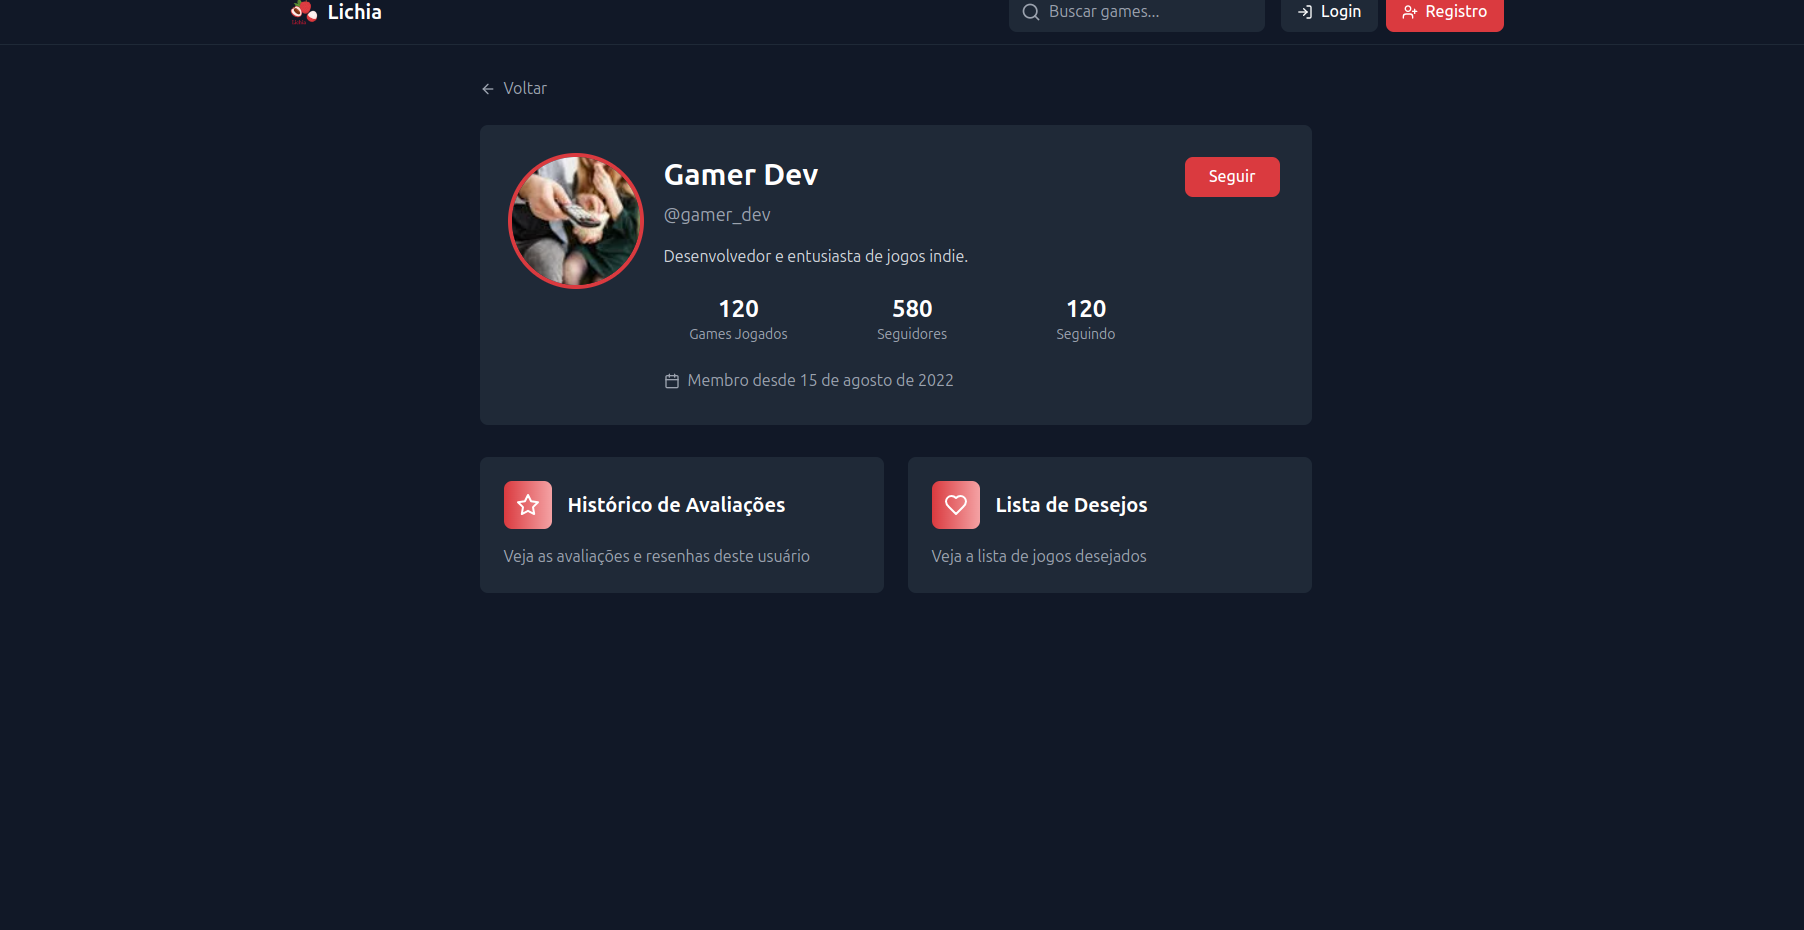 Lichia
Buscar games...
Login
Registro
Voltar
Gamer Dev
Seguir
@gamer_dev
Desenvolvedor e entusiasta de jogos indie.
120
580
120
Games Jogados
Seguidores
Seguindo
Membro desde 15 de agosto de 2022
Histórico de Avaliações
Veja as avaliações e resenhas deste usuário
Lista de Desejos
Veja a lista de jogos desejados